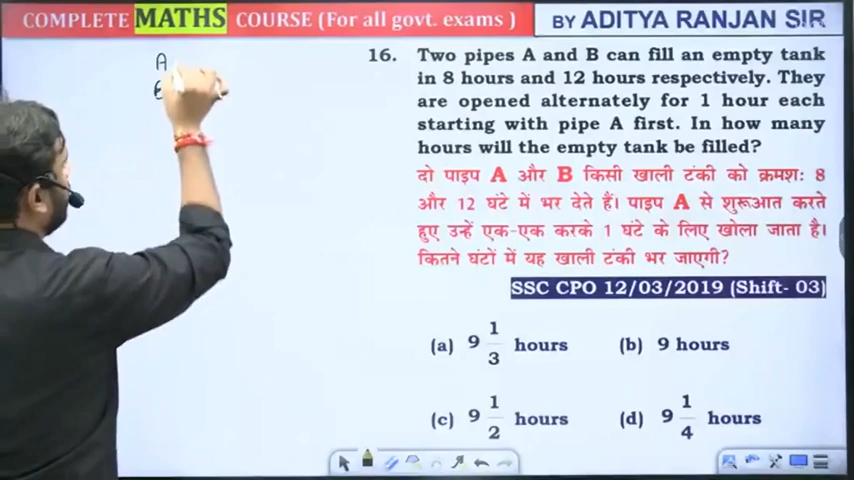 COMPLETE MATHS COURSE (For all govt. exams)
BY ADITYA RANJAN SIR
A
B
16. Two pipes A and B can fill an empty tank
in 8 hours and 12 hours respectively. They
are opened alternately for 1 hour each
starting with pipe A first. In how many
hours will the empty tank be filled?
दो पाइप A और B किसी खाली टंकी को क्रमश: 8
और 12 घंटे में भर देते हैं। पाइप A से शुरूआत करते
हुए उन्हें एक-एक करके 1 घंटे के लिए खोला जाता है।
कितने घंटों में यह खाली टंकी भर जाएगी?
SSC CPO 12/03/2019 (Shift- 03)
(a) 9 1/3 hours (b) 9 hours
(c) 9 1/2 hours (d) 9 1/4 hours